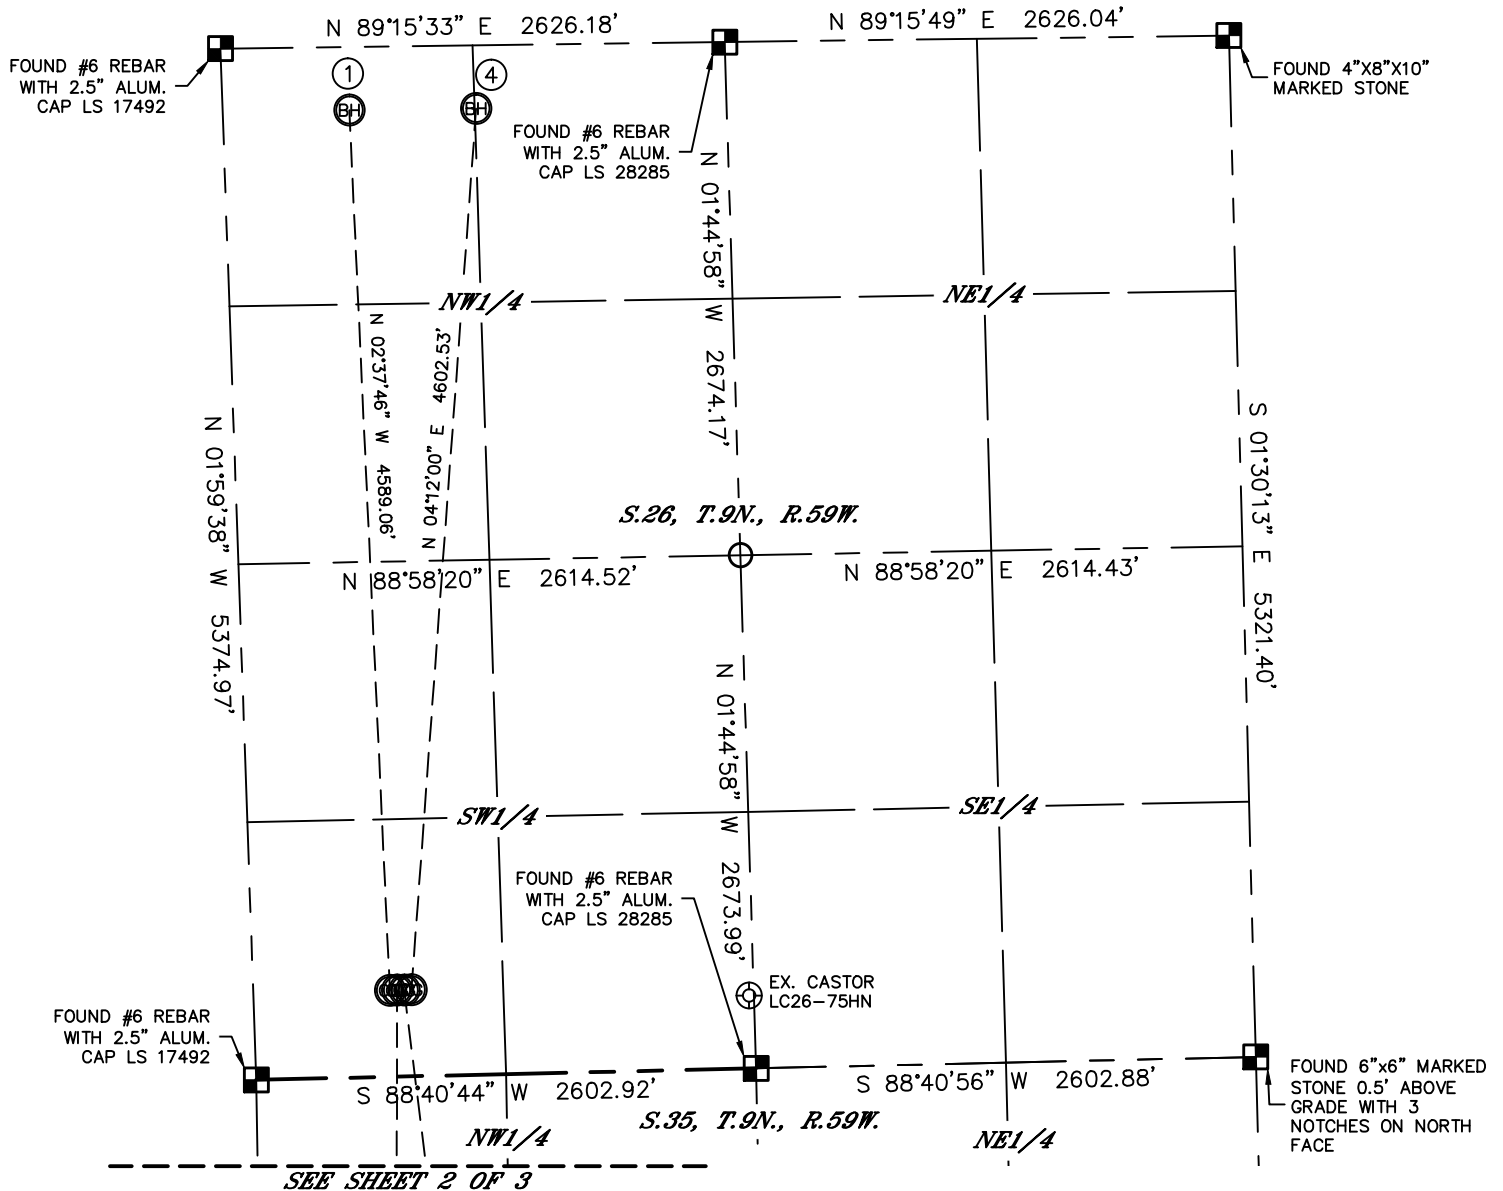 N 89°15'33" E 2626.18'
N 89°15'49" E 2626.04'
FOUND #6 REBAR
WITH 2.5" ALUM.
CAP LS 17492
1
4
BH
BH
FOUND #6 REBAR
WITH 2.5" ALUM.
CAP LS 28285
FOUND 4"X8"X10"
MARKED STONE
N 01°44'58" W 2674.17'
NW1/4
NE1/4
N 02°37'46" W 4589.06'
N 04°12'00" E 4602.53'
N 01°59'38" W 5374.97'
S 01°30'13" E 5321.40'
S.26, T.9N., R.59W.
N 88°58'20" E 2614.52'
N 88°58'20" E 2614.43'
N 01°44'58" W 2673.99'
SW1/4
SE1/4
FOUND #6 REBAR
WITH 2.5" ALUM.
CAP LS 28285
EX. CASTOR
LC26-75HN
FOUND #6 REBAR
WITH 2.5" ALUM.
CAP LS 17492
S 88°40'44" W 2602.92'
S 88°40'56" W 2602.88'
FOUND 6"x6" MARKED
STONE 0.5' ABOVE
GRADE WITH 3
NOTCHES ON NORTH
FACE
S.35, T.9N., R.59W.
NW1/4
NE1/4
SEE SHEET 2 OF 3